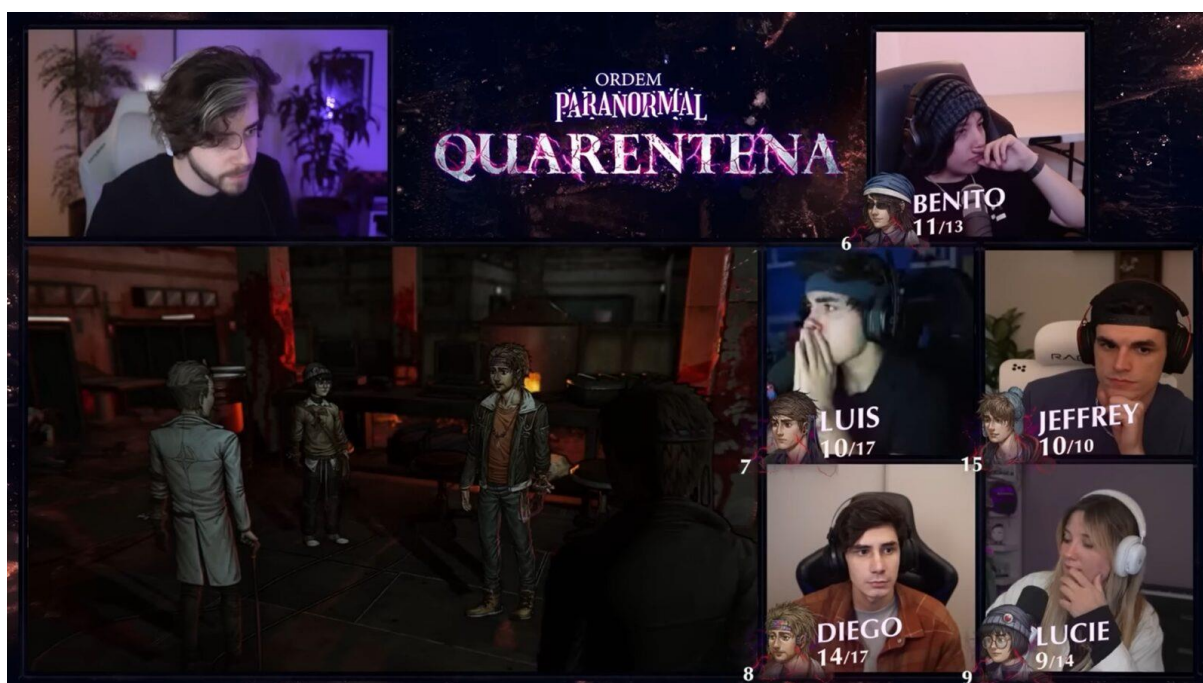 ORDEM
PARANORMAL
QUARENTENA
BENITO
11/13
6
LUIS
10/17
7
JEFFREY
10/10
15
DIEGO
14/17
8
LUCIE
9/14
9